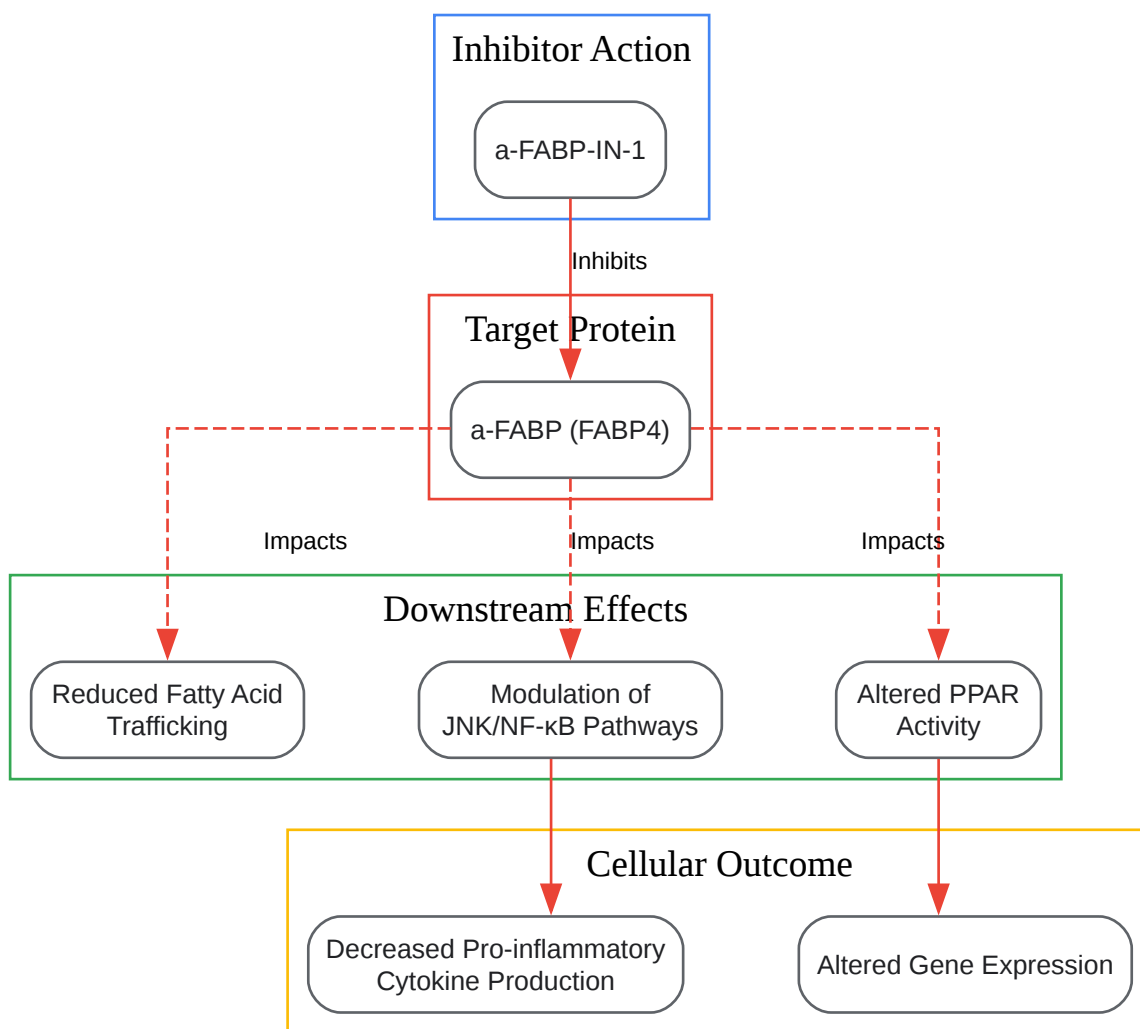 Inhibitor Action
a-FABP-IN-1
Inhibits
Target Protein
a-FABP (FABP4)
Impacts
Impacts
Impacts
Downstream Effects
Reduced Fatty Acid
Trafficking
Modulation of
JNK/NF-κB Pathways
Altered PPAR
Activity
Cellular Outcome
Decreased Pro-inflammatory
Cytokine Production
Altered Gene Expression